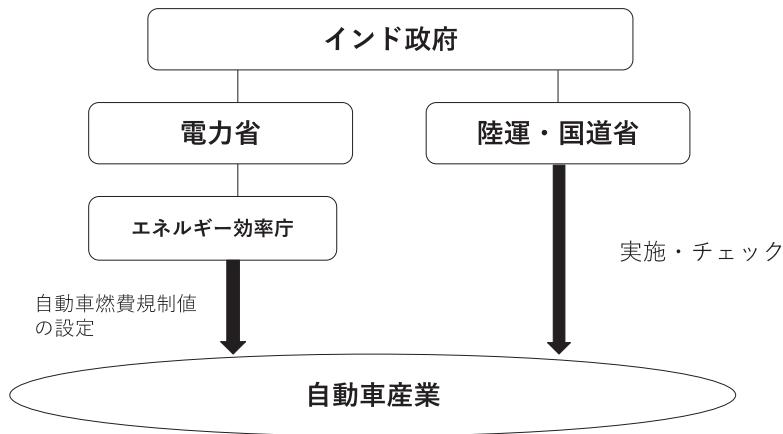 インド政府
電力省
陸運・国道省
エネルギー効率庁
実施・チェック
自動車燃費規制値
の設定
自動車産業